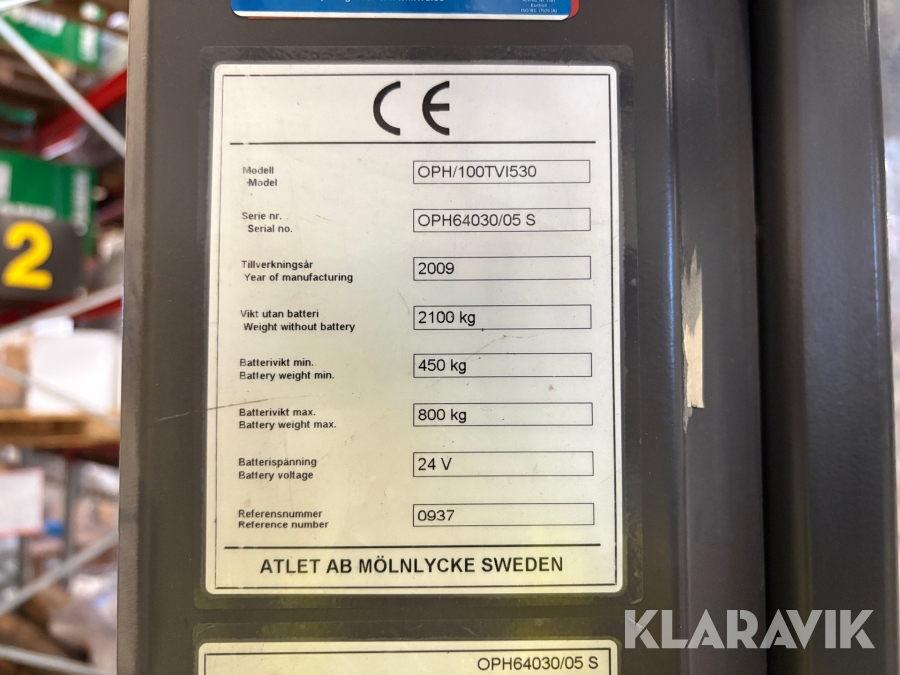 CE
Modell
Model
OPH/100TVI530
Serie nr.
Serial no.
OPH64030/05 S
Tillverkningsår
Year of manufacturing
2009
Vikt utan batteri
Weight without battery
2100 kg
Batterivikt min.
Battery weight min.
450 kg
Batterivikt max.
Battery weight max.
800 kg
Batterispänning
Battery voltage
24 V
Referensnummer
Reference number
0937
ATLET AB MÖLNLYCKE SWEDEN
OPH64030/05 S
2
KLARAVIK